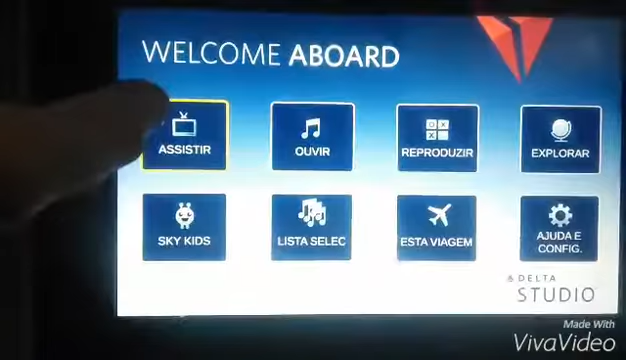 WELCOME ABOARD
ASSISTIR
OUVIR
REPRODUZIR
EXPLORAR
SKY KIDS
LISTA SELEC
ESTA VIAGEM
AJUDA E
CONFIG.
DELTA
STUDIO
Made With
VivaVideo